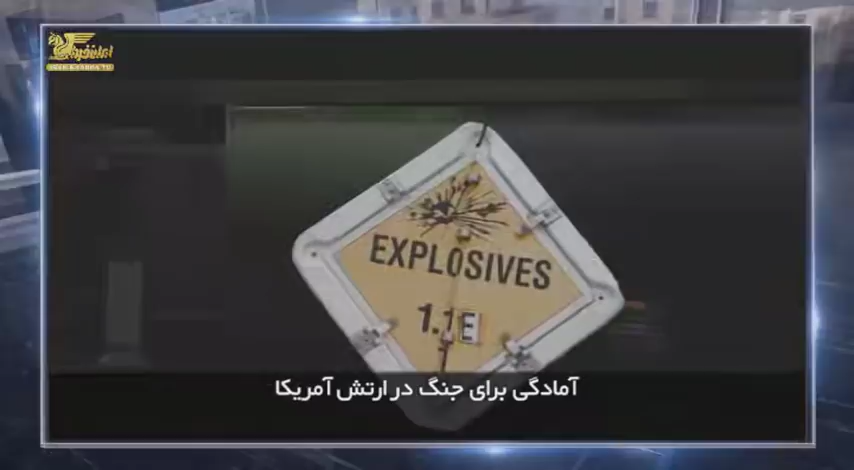 EXPLOSIVES
1.1E
آمادگی برای جنگ در ارتش آمریکا